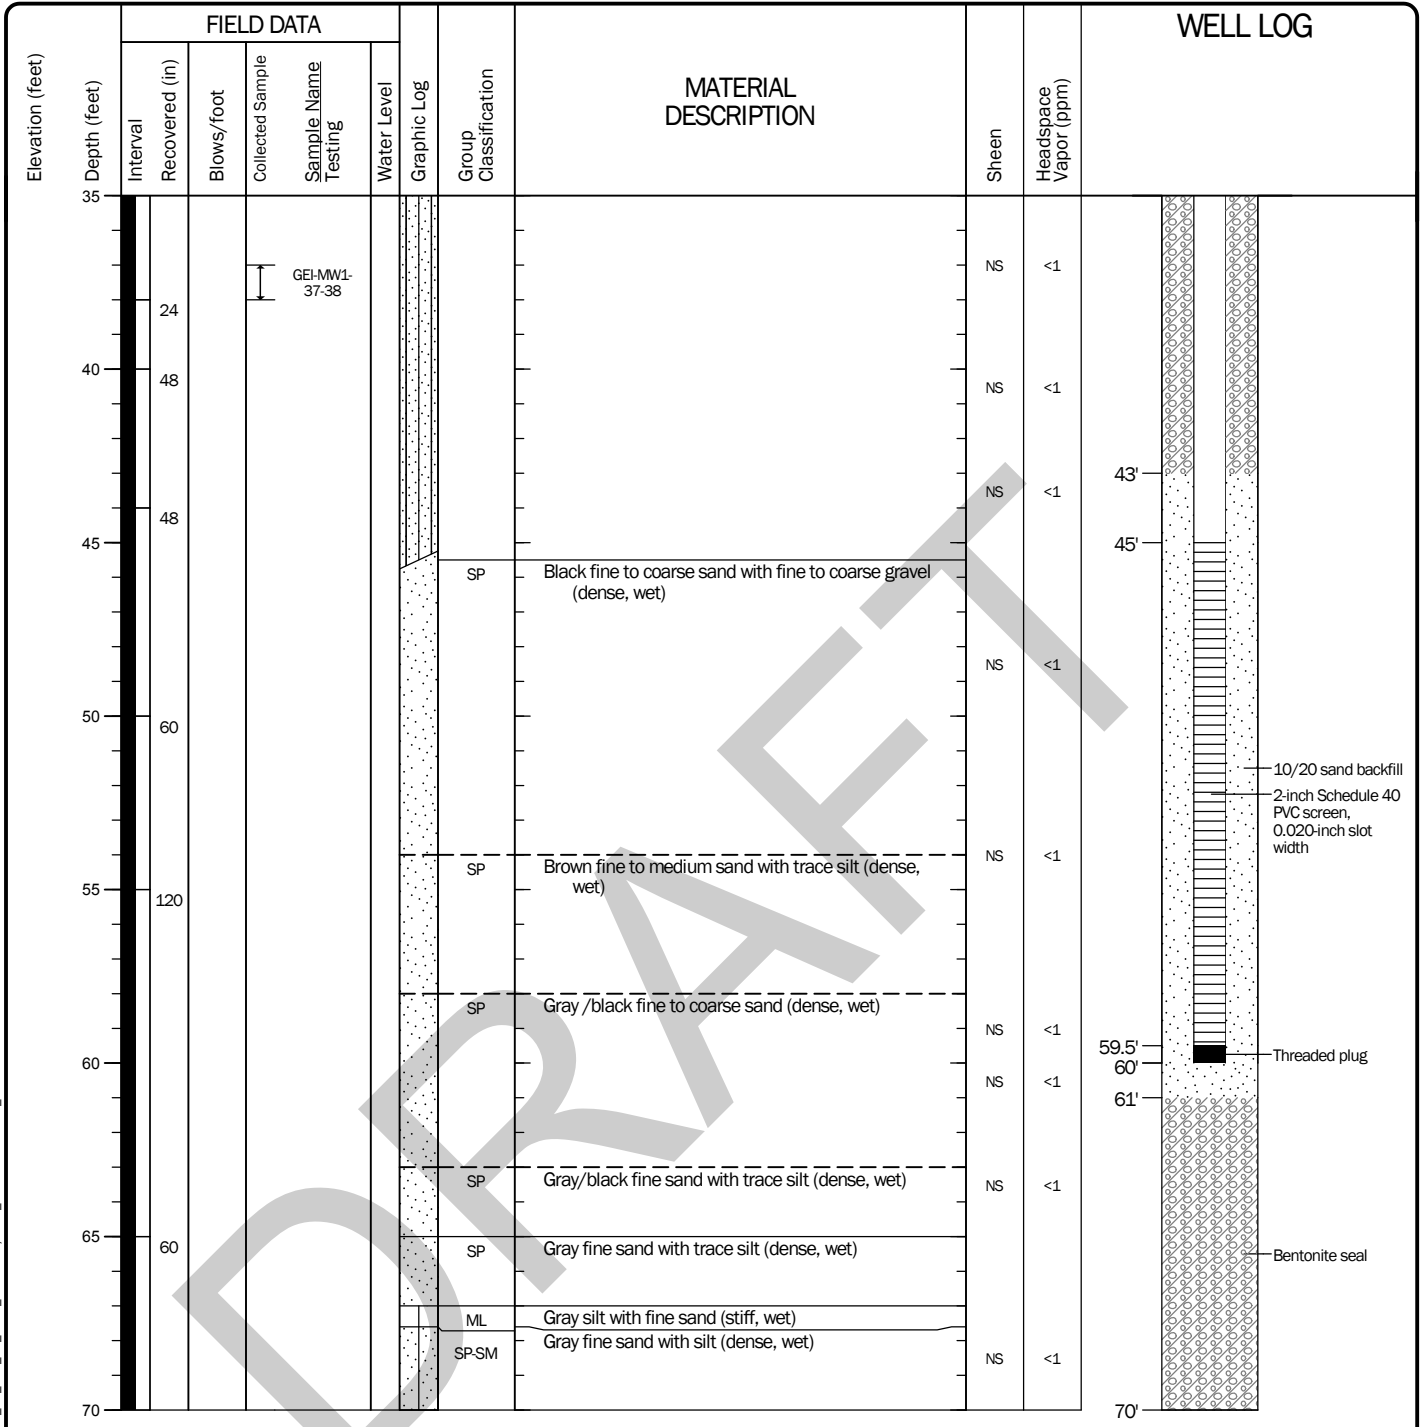 FIELD DATA
WELL LOG
Elevation (feet)
Depth (feet)
Interval
Recovered (in)
Blows/foot
Collected Sample
Sample Name
Testing
Water Level
Graphic Log
Group
Classification
MATERIAL
DESCRIPTION
Sheen
Headspace
Vapor (ppm)
35
GEI-MW1-
37-38
NS <1
24
40
48
NS <1
43'
48
NS <1
45
45'
SP Black fine to coarse sand with fine to coarse gravel
(dense, wet)
NS <1
50
60
10/20 sand backfill
2-inch Schedule 40
PVC screen,
0.020-inch slot
width
SP Brown fine to medium sand with trace silt (dense,
wet)
NS <1
55
120
SP Gray /black fine to coarse sand (dense, wet)
NS <1
59.5'
Threaded plug
60
60'
NS <1
61'
SP Gray/black fine sand with trace silt (dense, wet)
NS <1
65
60
SP Gray fine sand with trace silt (dense, wet)
Bentonite seal
ML Gray silt with fine sand (stiff, wet)
SP-SM Gray fine sand with silt (dense, wet)
NS <1
70
70'
DRAFT